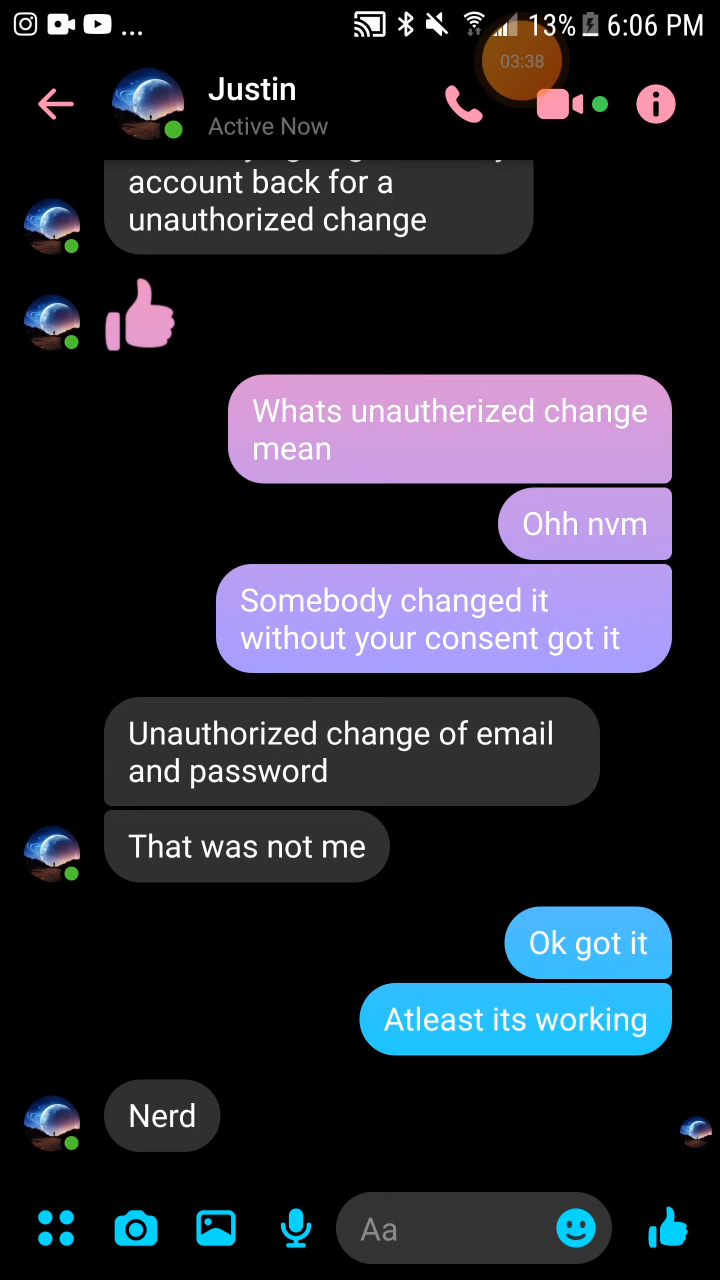 ... 13% 6:06 PM
03:38
Justin
Active Now
account back for a
unauthorized change
Whats unautherized change
mean
Ohh nvm
Somebody changed it
without your consent got it
Unauthorized change of email
and password
That was not me
Ok got it
Atleast its working
Nerd
Aa